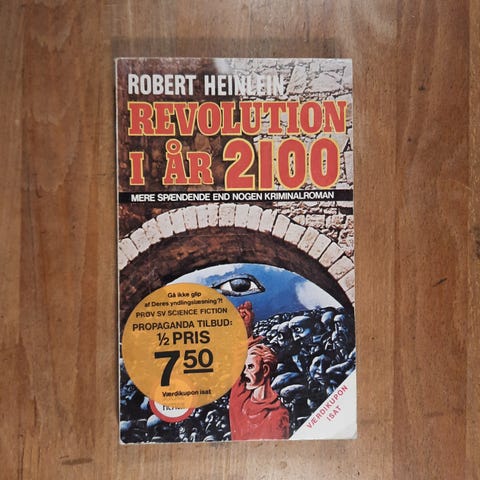 ROBERT HEINLEIN
REVOLUTION
I ÅR 2100
MERE SPÆNDENDE END NOGEN KRIMINALROMAN
Gå ikke glip
af Deres yndlingslæsning?!
PRØV SV SCIENCE FICTION
PROPAGANDA TILBUD:
½ PRIS
7 50
Værdikupon isat
VÆRDIKUPON
ISAT